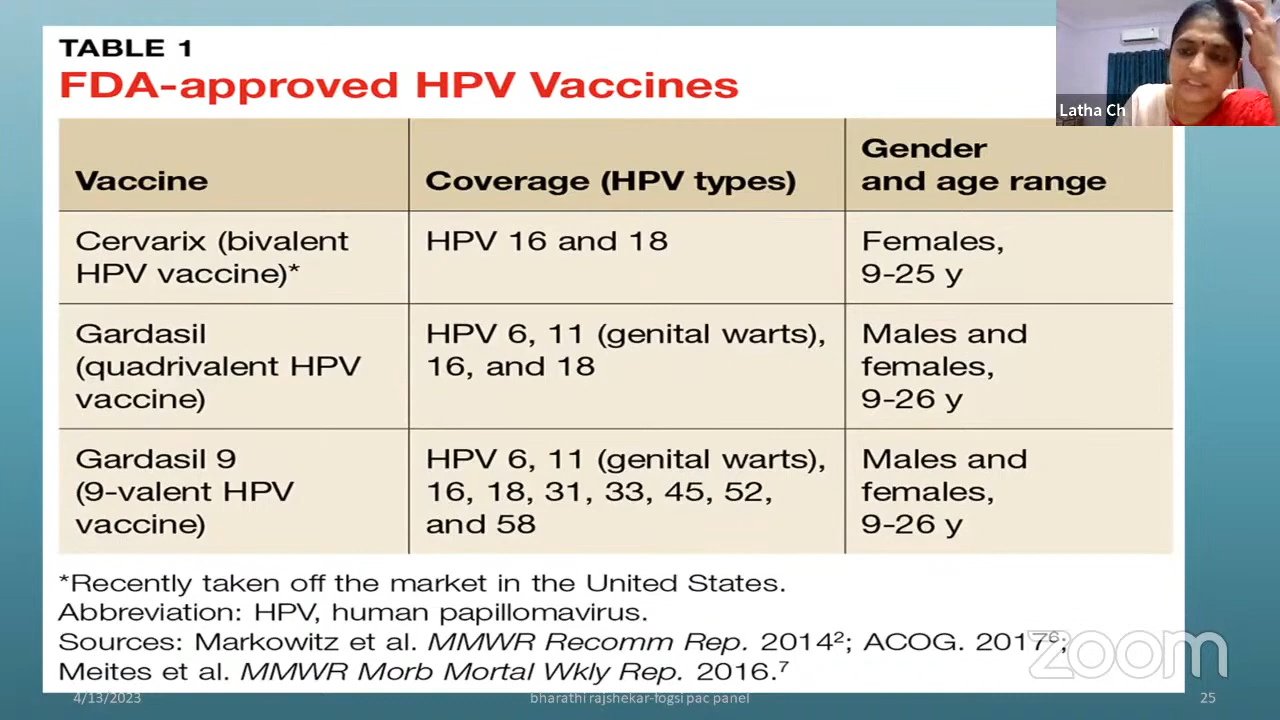 TABLE 1
FDA-approved HPV Vaccines
Latha Ch
Vaccine
Coverage (HPV types)
Gender
and age range
Cervarix (bivalent
HPV vaccine)*
HPV 16 and 18
Females,
9-25 y
Gardasil
(quadrivalent HPV
vaccine)
HPV 6, 11 (genital warts),
16, and 18
Males and
females,
9-26 y
Gardasil 9
(9-valent HPV
vaccine)
HPV 6, 11 (genital warts),
16, 18, 31, 33, 45, 52,
and 58
Males and
females,
9-26 y
*Recently taken off the market in the United States.
Abbreviation: HPV, human papillomavirus.
Sources: Markowitz et al. MMWR Recomm Rep. 2014²; ACOG. 2017⁶;
Meites et al. MMWR Morb Mortal Wkly Rep. 2016.⁷
zoom
4/13/2023
bharathi rajshekar-fogsi pac panel
25